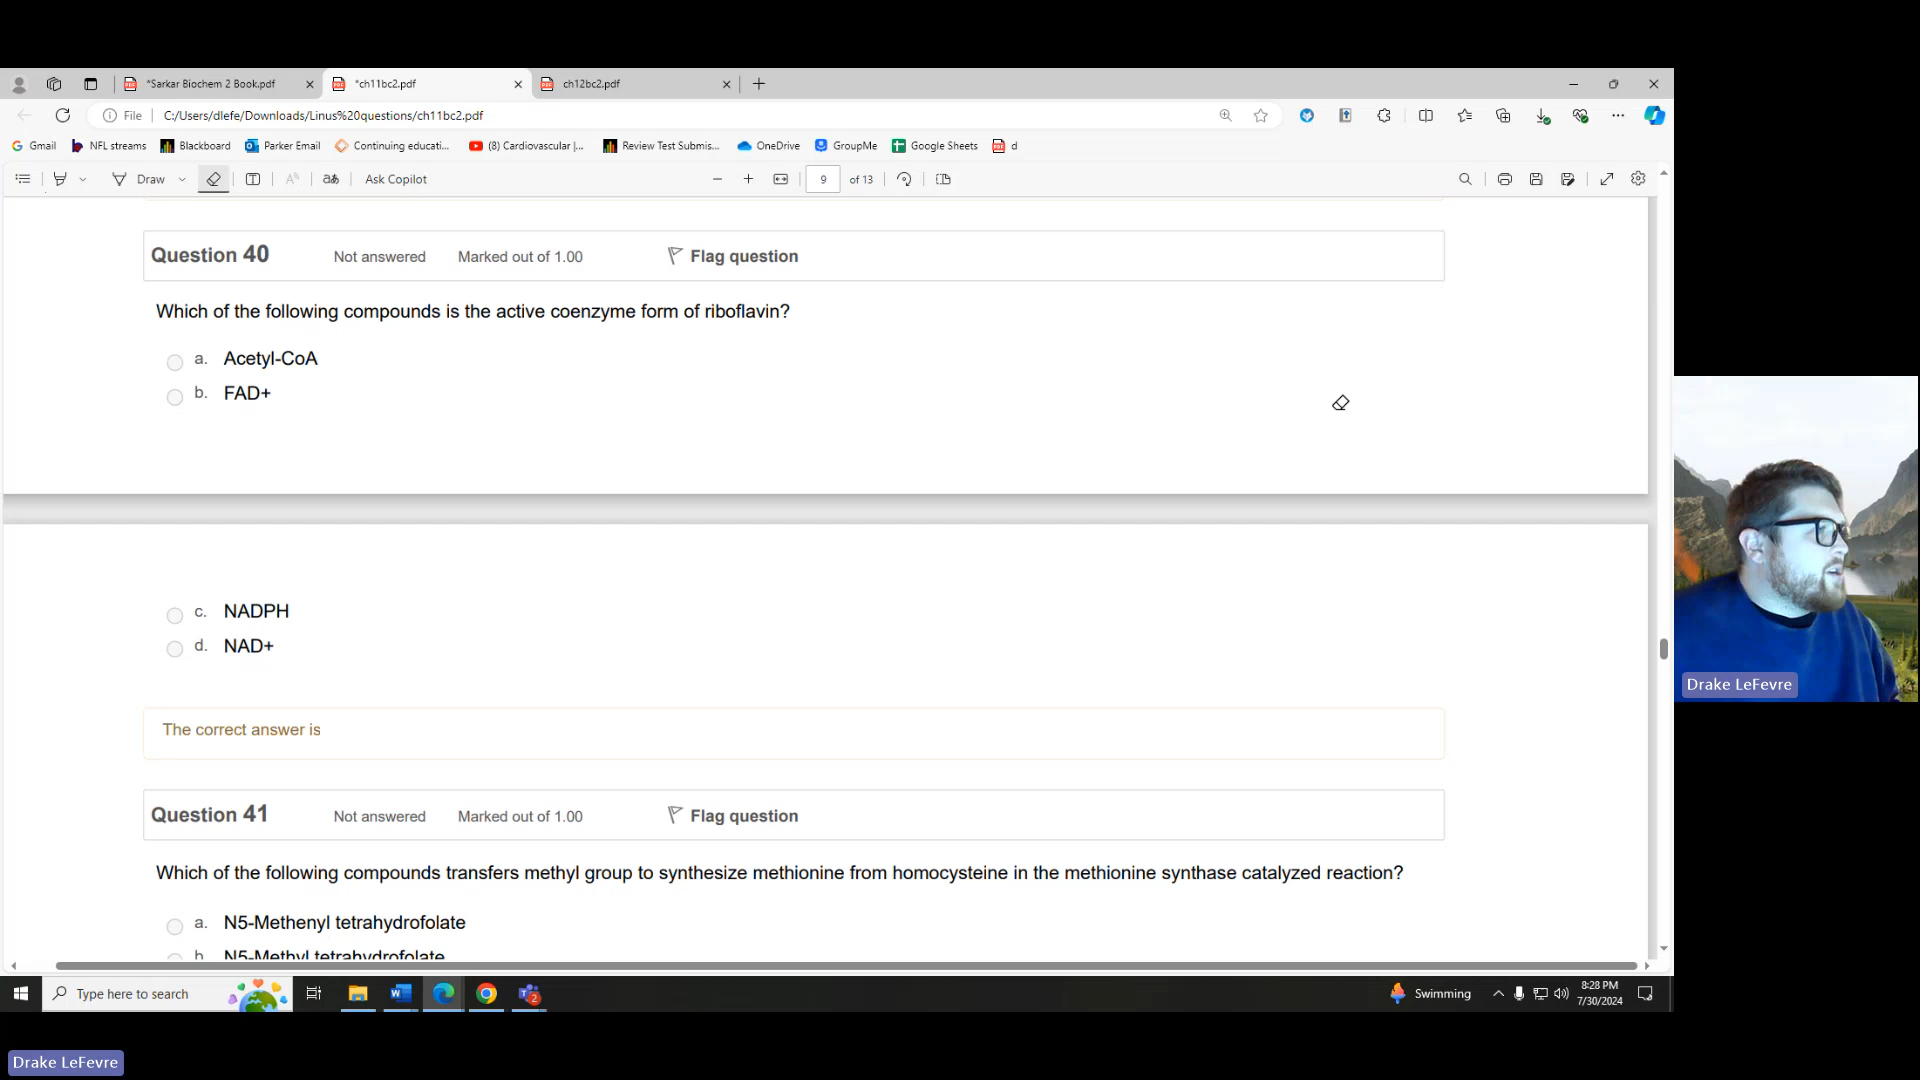 *Sarkar Biochem 2 Book.pdf
*ch11bc2.pdf
ch12bc2.pdf
File
C:/Users/dlefe/Downloads/Linus%20questions/ch11bc2.pdf
Gmail
NFL streams
Blackboard
Parker Email
Continuing educati...
(8) Cardiovascular |...
Review Test Submis...
OneDrive
GroupMe
Google Sheets
d
Draw
Ask Copilot
9 of 13
Question 40 Not answered Marked out of 1.00 Flag question
Which of the following compounds is the active coenzyme form of riboflavin?
a. Acetyl-CoA
b. FAD+
c. NADPH
d. NAD+
The correct answer is
Question 41 Not answered Marked out of 1.00 Flag question
Which of the following compounds transfers methyl group to synthesize methionine from homocysteine in the methionine synthase catalyzed reaction?
a. N5-Methenyl tetrahydrofolate
b. N5-Methyl tetrahydrofolate
Drake LeFevre
Type here to search
2
Swimming
8:28 PM
7/30/2024
Drake LeFevre